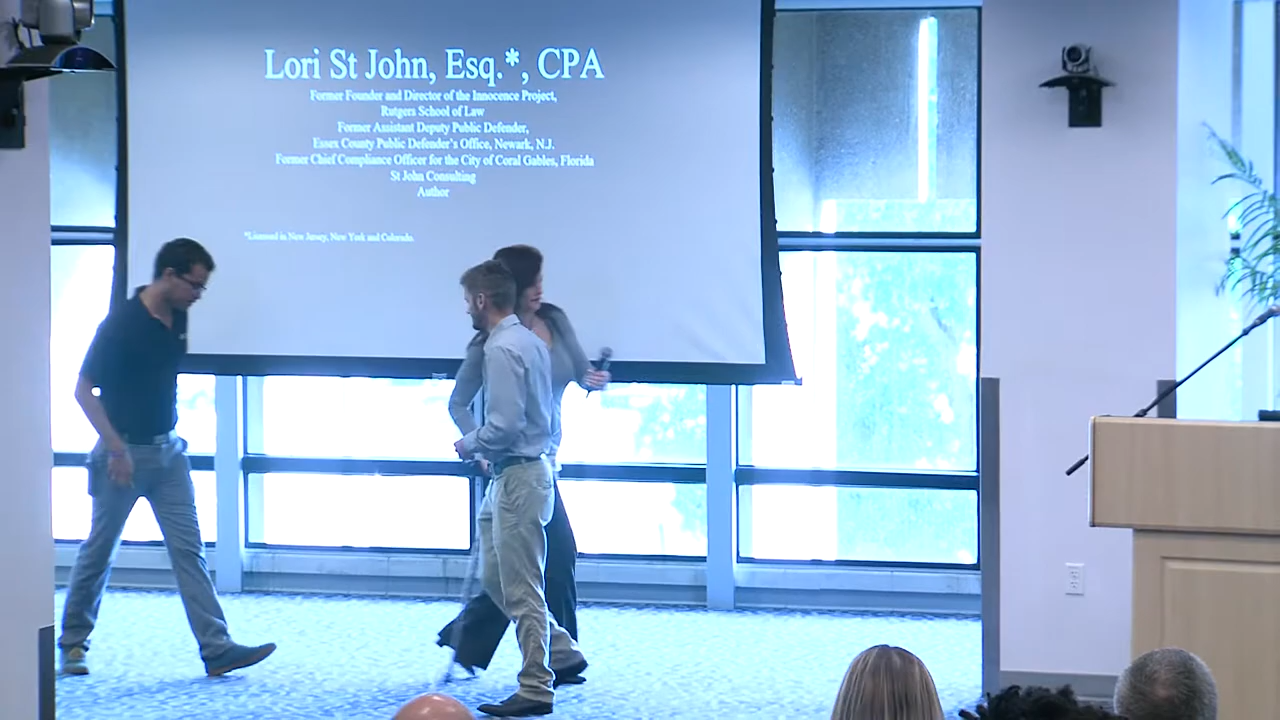 Lori St John, Esq.*, CPA
Former Founder and Director of the Innocence Project,
Rutgers School of Law
Former Assistant Deputy Public Defender,
Essex County Public Defender's Office, Newark, N.J.
Former Chief Compliance Officer for the City of Coral Gables, Florida
St John Consulting
Author
*Licensed in New Jersey, New York and Colorado.